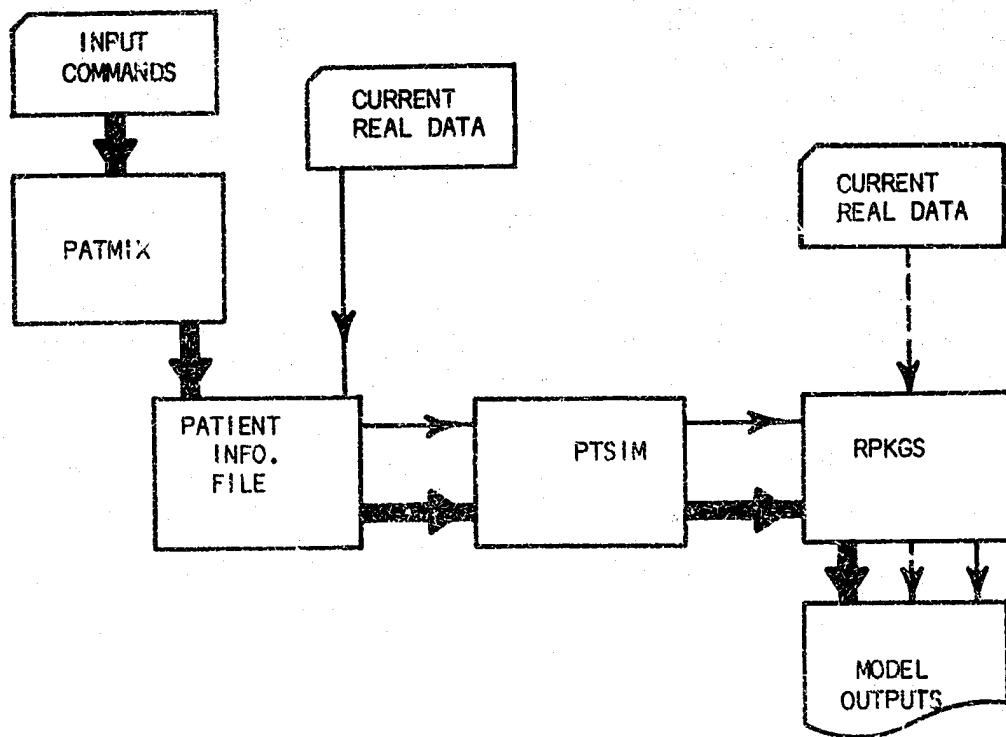 INPUT
COMMANDS
CURRENT
REAL DATA
CURRENT
REAL DATA
PATMIX
PATIENT
INFO.
FILE
PTSIM
RPKGS
MODEL
OUTPUTS